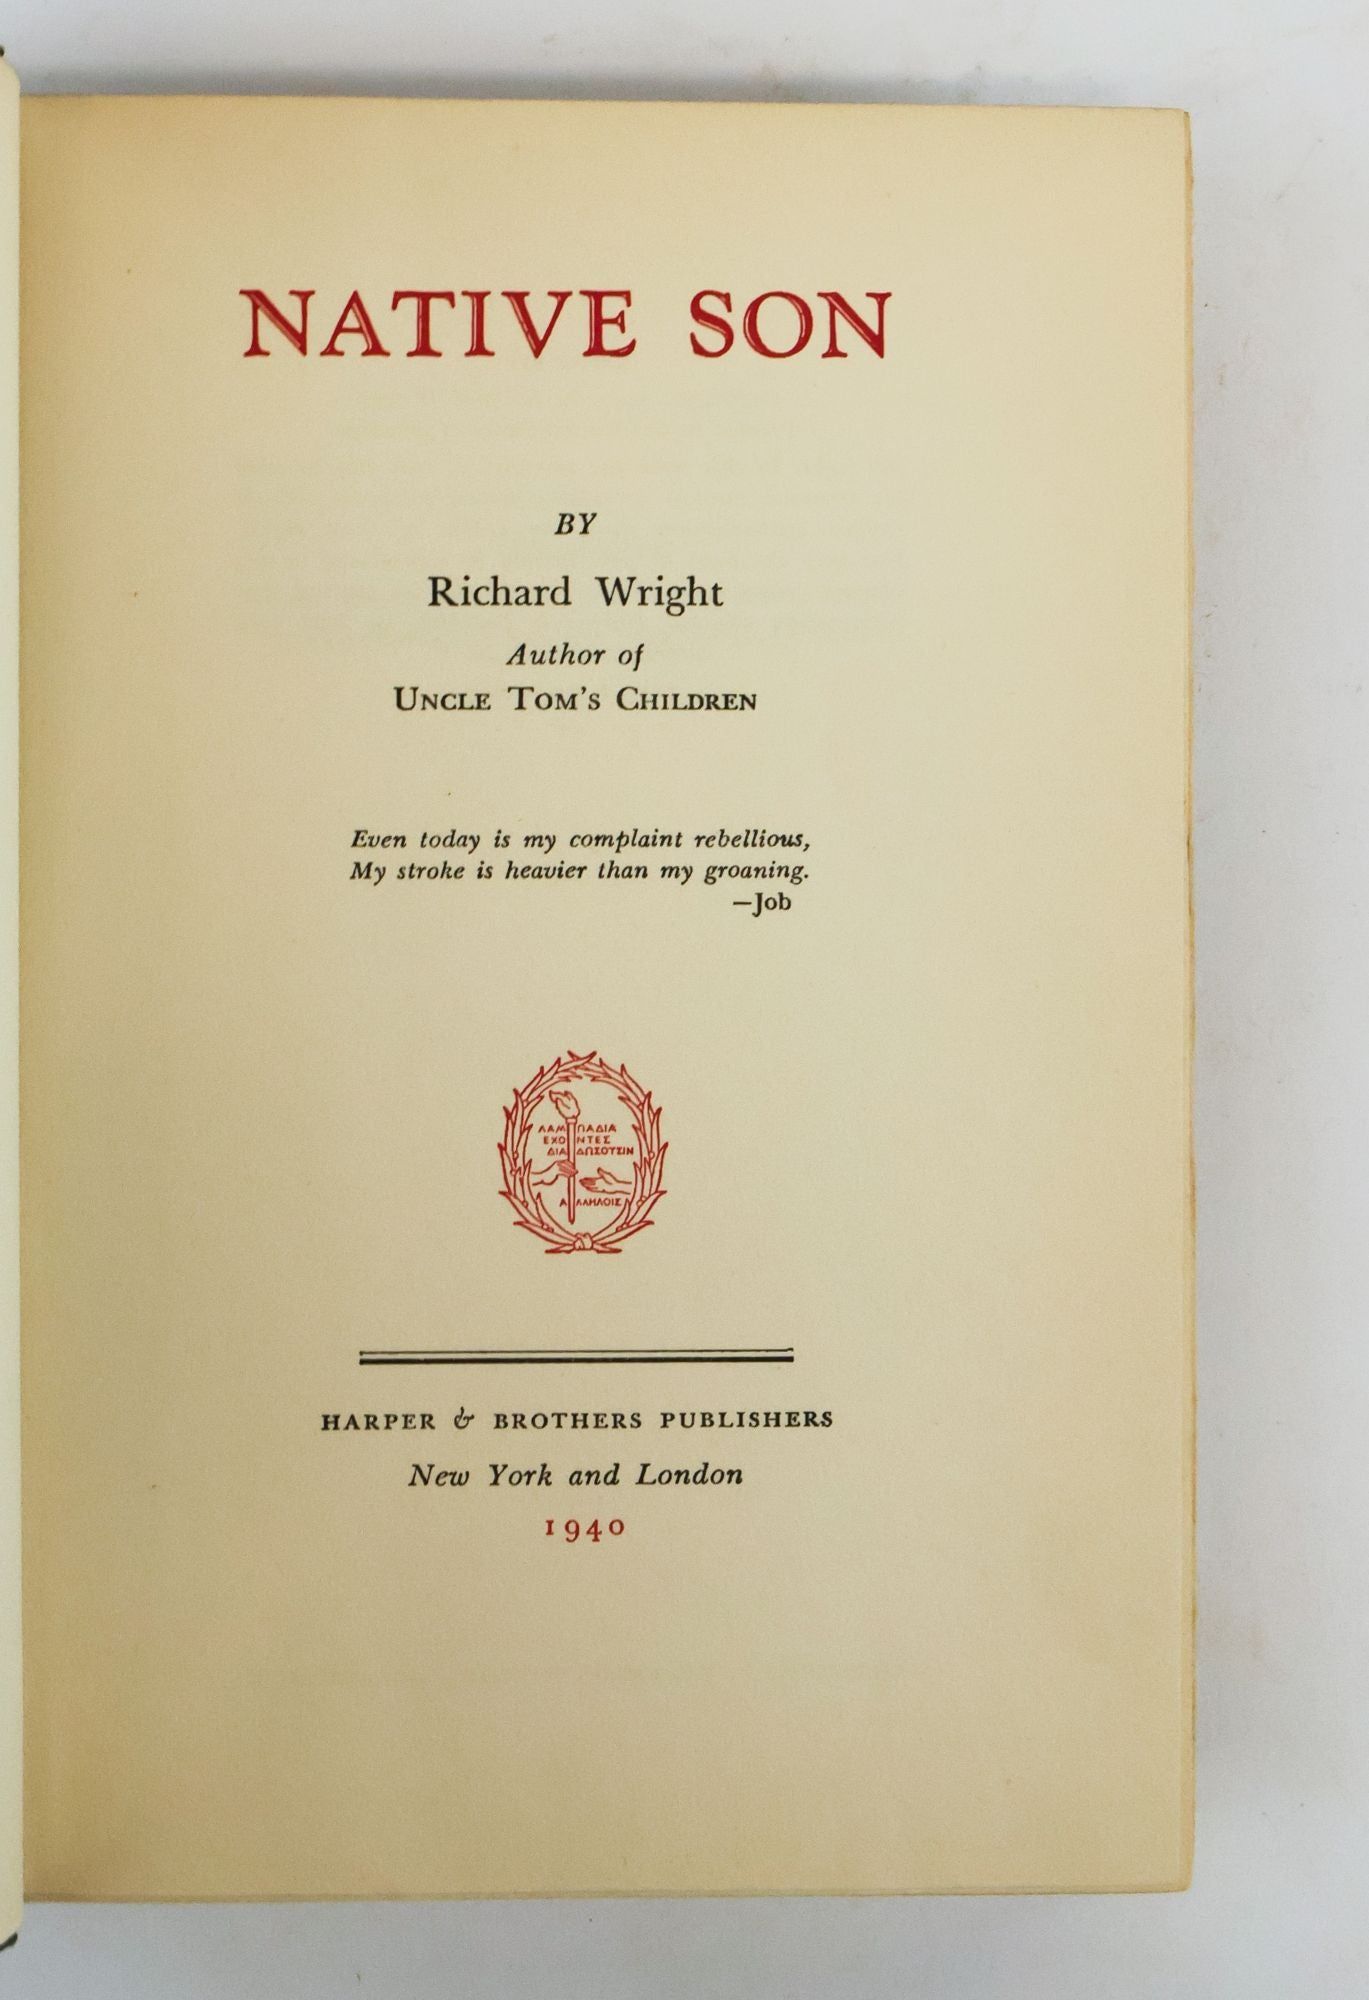 NATIVE SON
BY
Richard Wright
Author of
UNCLE TOM'S CHILDREN
Even today is my complaint rebellious,
My stroke is heavier than my groaning.
—Job
ΛΑΜ ΠΑΔΙΑ
ΕΧΟ ΝΤΕΣ
ΔΙΑ ΔΩΣΟΥΣΙΝ
Α ΛΛΗΛΟΙΣ
HARPER & BROTHERS PUBLISHERS
New York and London
1940